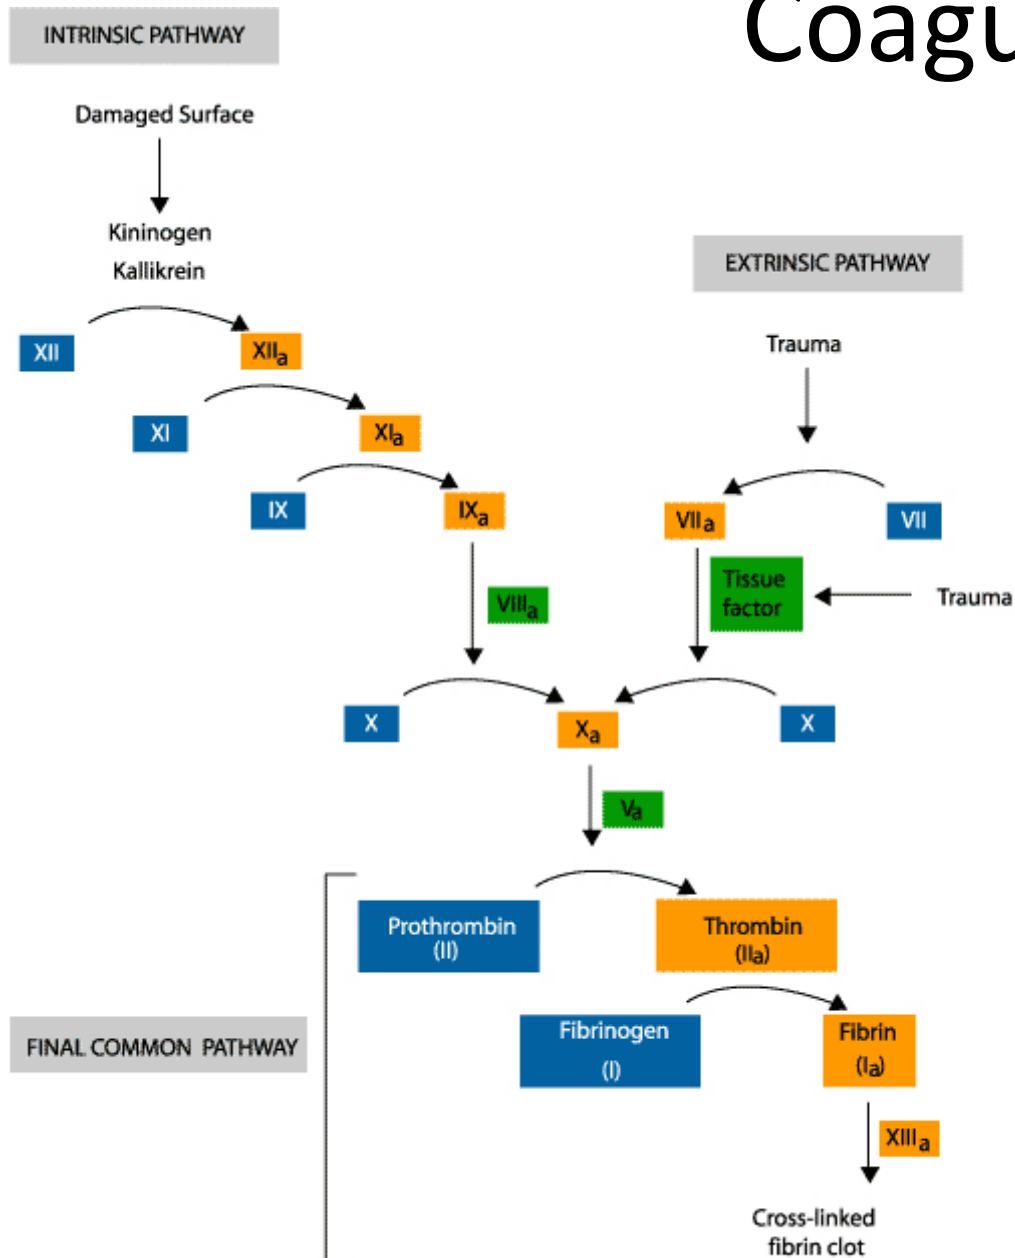 Coagu
INTRINSIC PATHWAY
Damaged Surface
Kininogen
Kallikrein
EXTRINSIC PATHWAY
XII
XIIa
Trauma
XI
XIa
IX
IXa
VIIa
VII
VIIIa
Tissue
factor
Trauma
X
Xa
X
Va
Prothrombin
(II)
Thrombin
(IIa)
FINAL COMMON PATHWAY
Fibrinogen
(I)
Fibrin
(Ia)
XIIIa
Cross-linked
fibrin clot